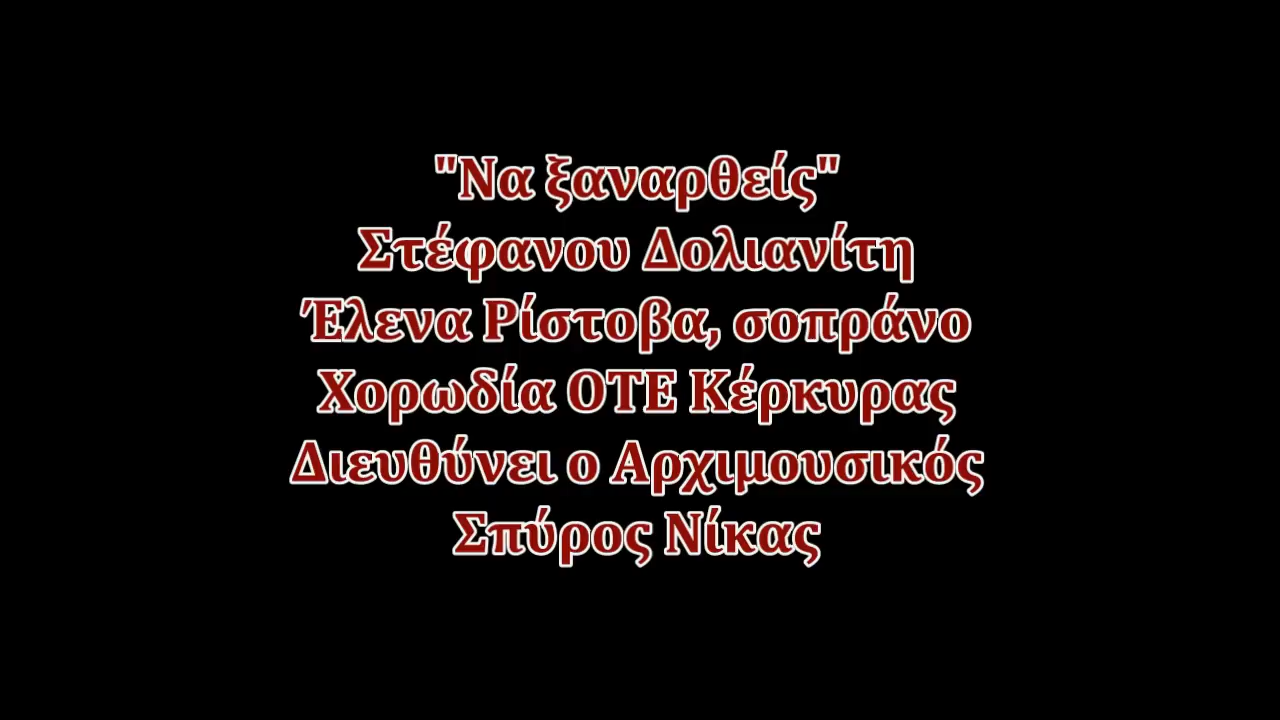 "Να ξαναρθείς"
Στέφανου Δολιανίτη
Έλενα Ρίστοβα, σοπράνο
Χορωδία ΟΤΕ Κέρκυρας
Διευθύνει ο Αρχιμουσικός
Σπύρος Νίκας